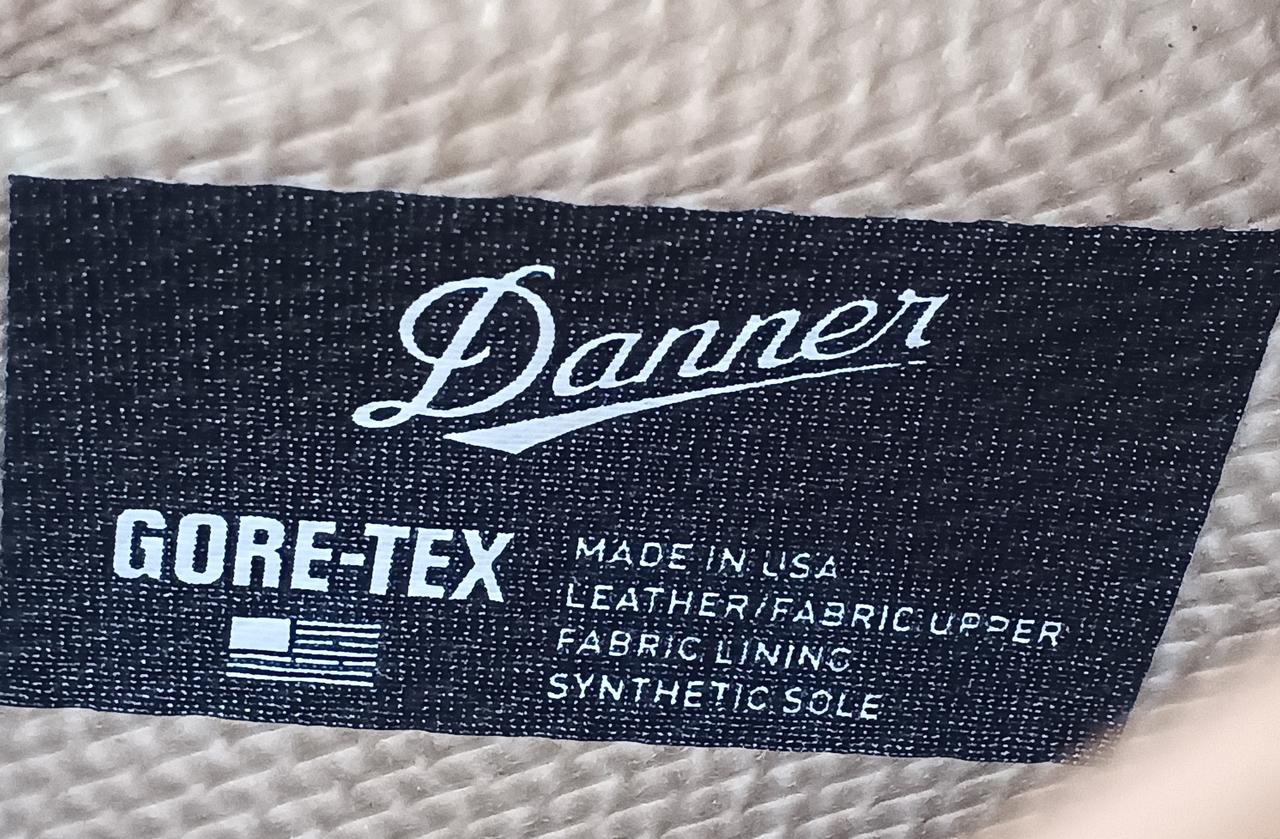 Danner
GORE-TEX
MADE IN USA
LEATHER/FABRIC UPPER
FABRIC LINING
SYNTHETIC SOLE